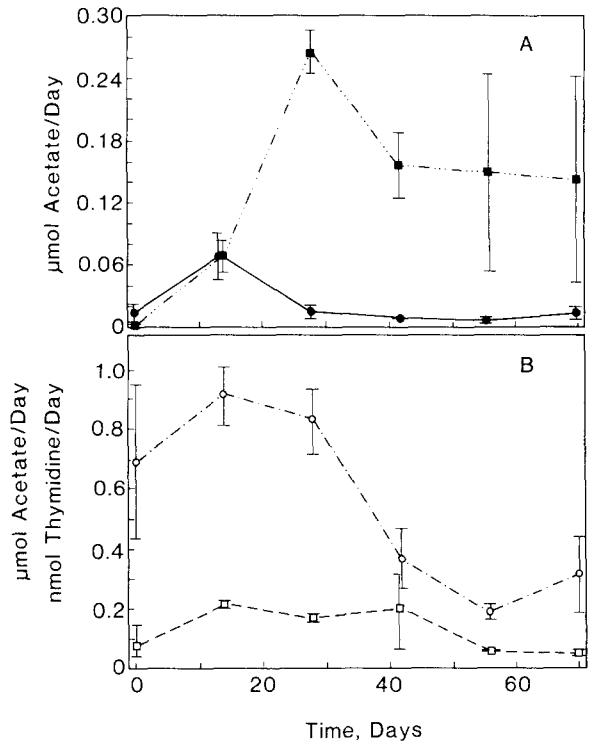 A
µmol Acetate/Day
0.30
0.24
0.18
0.12
0.06
0
B
µmol Acetate/Day
nmol Thymidine/Day
1.0
0.8
0.6
0.4
0.2
0
0 20 40 60
Time, Days